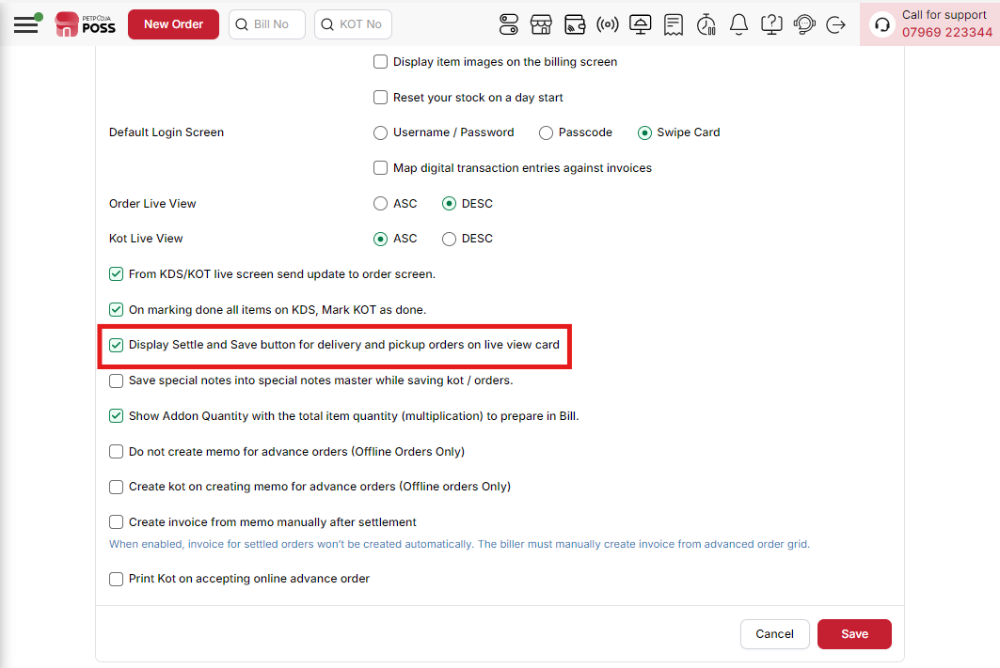 PETPOJA
POSS
New Order
Bill No
KOT No
Call for support
07969 223344
Display item images on the billing screen
Reset your stock on a day start
Default Login Screen
Username / Password
Passcode
Swipe Card
Map digital transaction entries against invoices
Order Live View
ASC
DESC
Kot Live View
ASC
DESC
From KDS/KOT live screen send update to order screen.
On marking done all items on KDS, Mark KOT as done.
Display Settle and Save button for delivery and pickup orders on live view card
Save special notes into special notes master while saving kot / orders.
Show Addon Quantity with the total item quantity (multiplication) to prepare in Bill.
Do not create memo for advance orders (Offline Orders Only)
Create kot on creating memo for advance orders (Offline orders Only)
Create invoice from memo manually after settlement
When enabled, invoice for settled orders won't be created automatically. The biller must manually create invoice from advanced order grid.
Print Kot on accepting online advance order
Cancel
Save